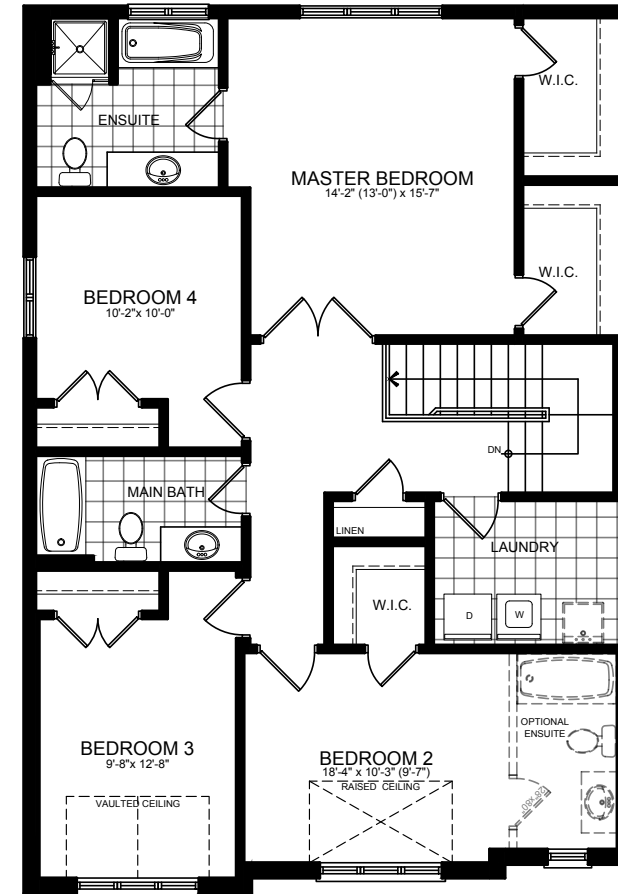 W.I.C.
ENSUITE
MASTER BEDROOM
14'-2" (13'-0") x 15'-7"
W.I.C.
BEDROOM 4
10'-2"x 10'-0"
DN
MAIN BATH
LINEN
LAUNDRY
D
W
W.I.C.
BEDROOM 3
9'-8"x 12'-8"
VAULTED CEILING
BEDROOM 2
18'-4" x 10'-3" (9'-7")
RAISED CEILING
OPTIONAL
ENSUITE